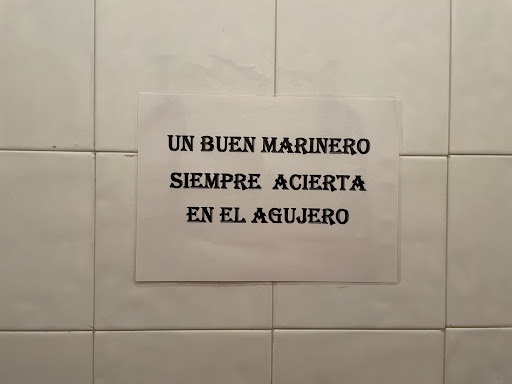 UN BUEN MARINERO
SIEMPRE ACIERTA
EN EL AGUJERO